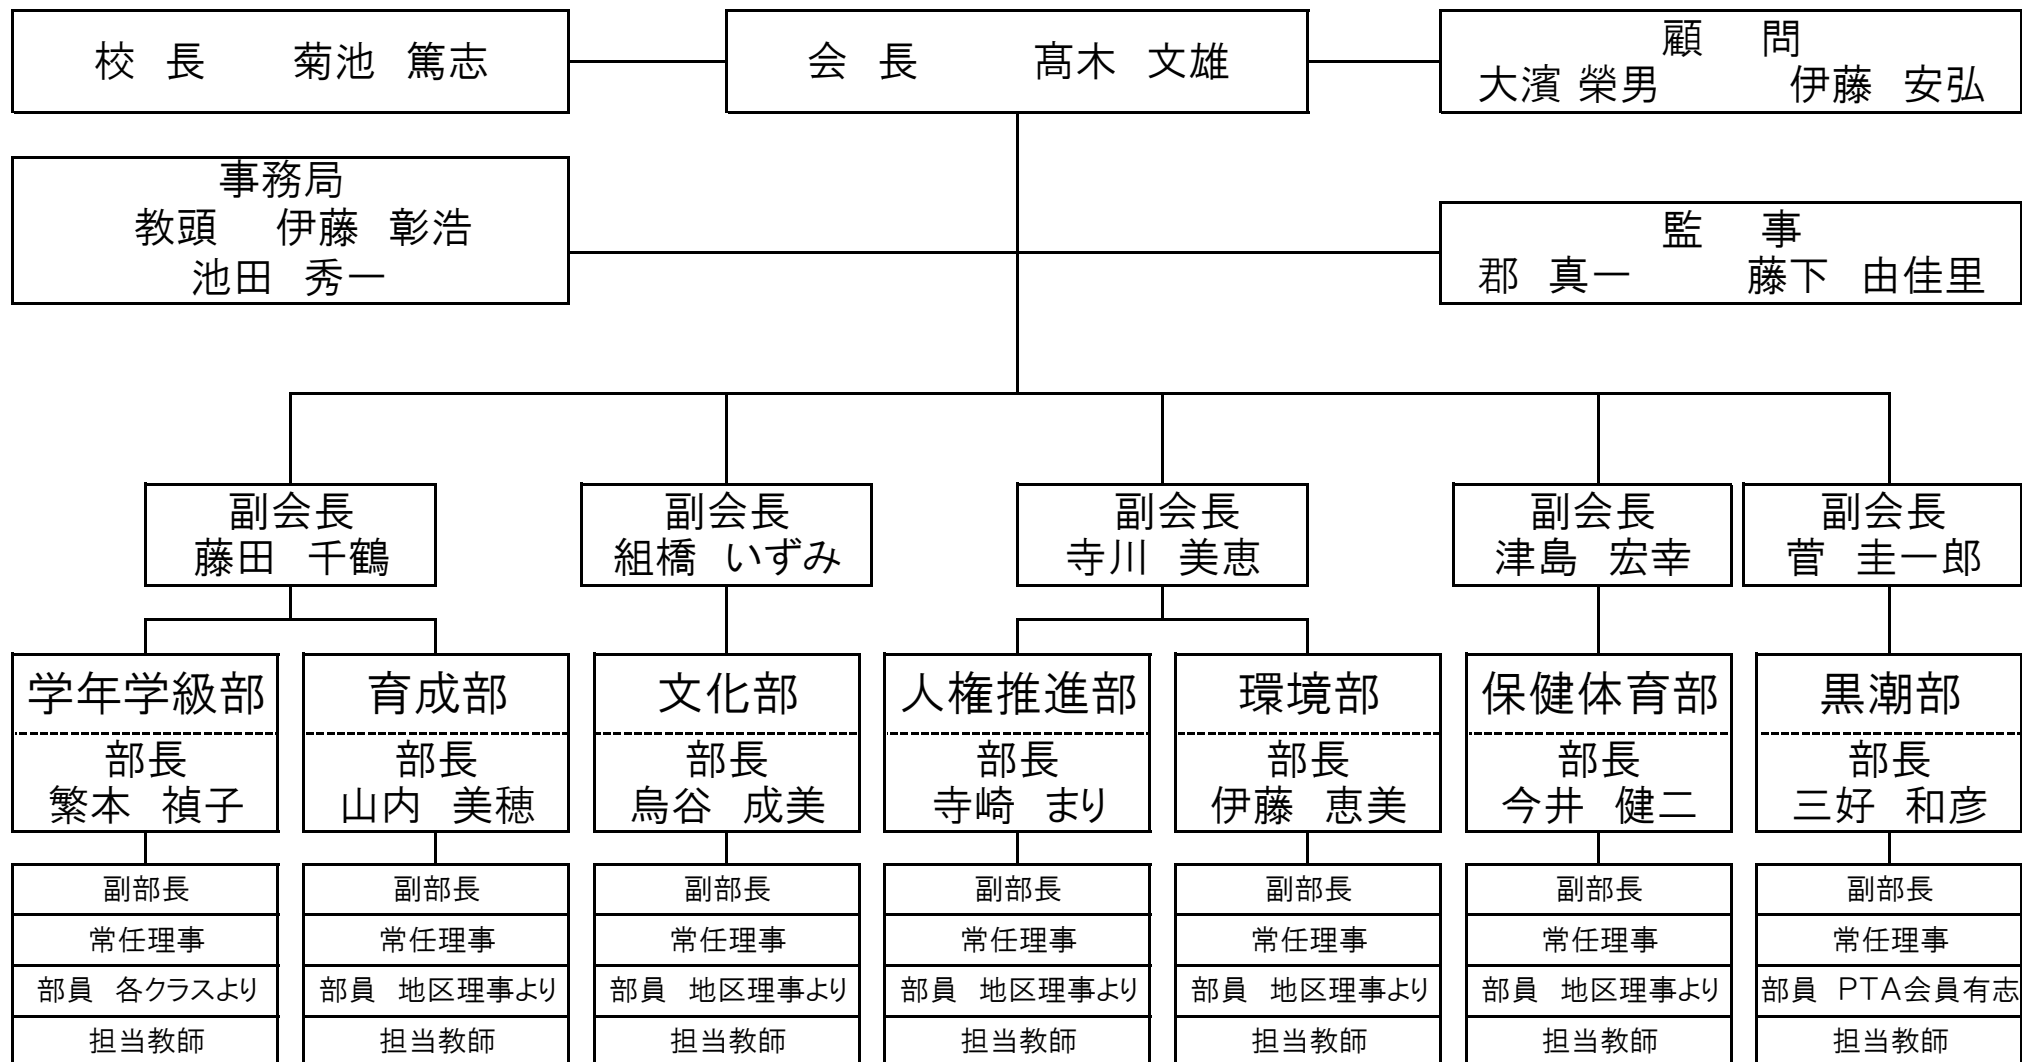 校　長　　菊池　篤志
会　長　　　髙木　文雄
顧　問
大濱 榮男　　　伊藤　安弘
事務局
教頭　伊藤　彰浩
池田　秀一
監　事
郡　真一　　　藤下　由佳里
副会長
藤田　千鶴
副会長
組橋　いずみ
副会長
寺川　美恵
副会長
津島　宏幸
副会長
菅　圭一郎
学年学級部
部長
繁本　禎子
育成部
部長
山内　美穂
文化部
部長
烏谷　成美
人権推進部
部長
寺崎　まり
環境部
部長
伊藤　恵美
保健体育部
部長
今井　健二
黒潮部
部長
三好　和彦
副部長
常任理事
部員　各クラスより
担当教師
副部長
常任理事
部員　地区理事より
担当教師
副部長
常任理事
部員　地区理事より
担当教師
副部長
常任理事
部員　地区理事より
担当教師
副部長
常任理事
部員　地区理事より
担当教師
副部長
常任理事
部員　地区理事より
担当教師
副部長
常任理事
部員　PTA会員有志
担当教師